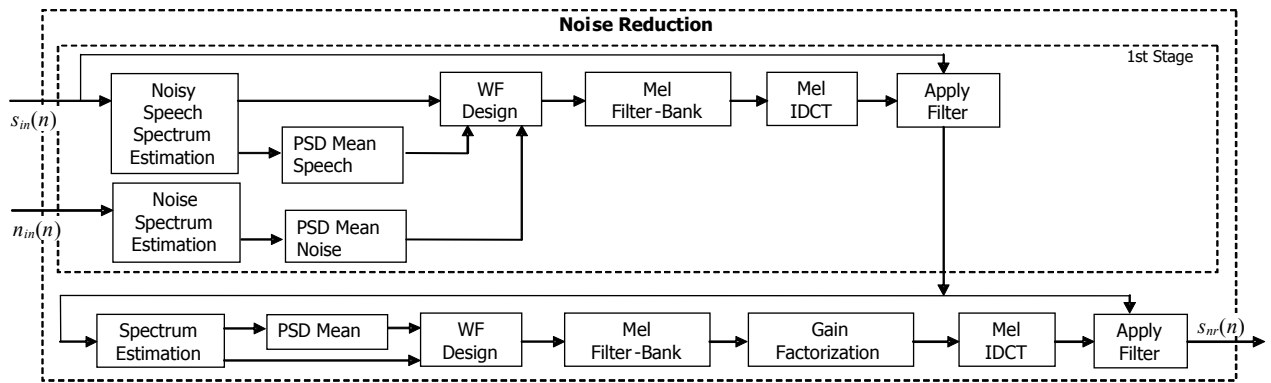 Noise Reduction
1st Stage
s_in(n)
Noisy
Speech
Spectrum
Estimation
PSD Mean
Speech
WF
Design
Mel
Filter-Bank
Mel
IDCT
Apply
Filter
n_in(n)
Noise
Spectrum
Estimation
PSD Mean
Noise
Spectrum
Estimation
PSD Mean
WF
Design
Mel
Filter-Bank
Gain
Factorization
Mel
IDCT
Apply
Filter
s_nr(n)